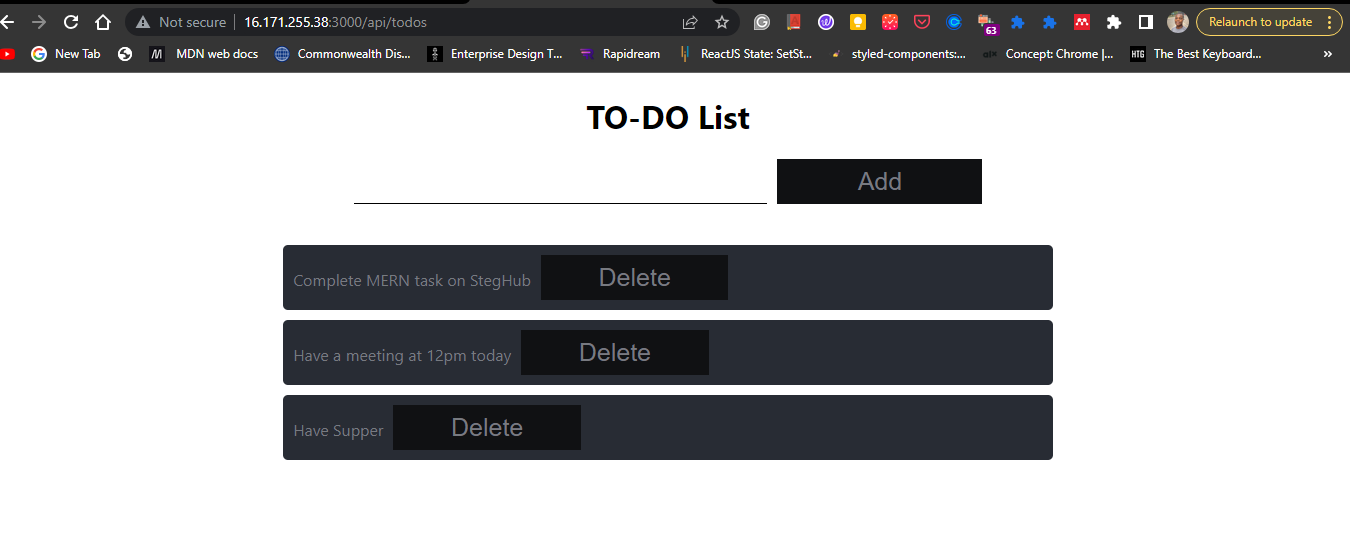 Not secure 16.171.255.38:3000/api/todos
63
Relaunch to update
New Tab
MDN web docs
Commonwealth Dis...
Enterprise Design T...
Rapidream
ReactJS State: SetSt...
styled-components:...
Concept: Chrome |...
HTG
The Best Keyboard...
»
TO-DO List
Add
Complete MERN task on StegHub Delete
Have a meeting at 12pm today Delete
Have Supper Delete